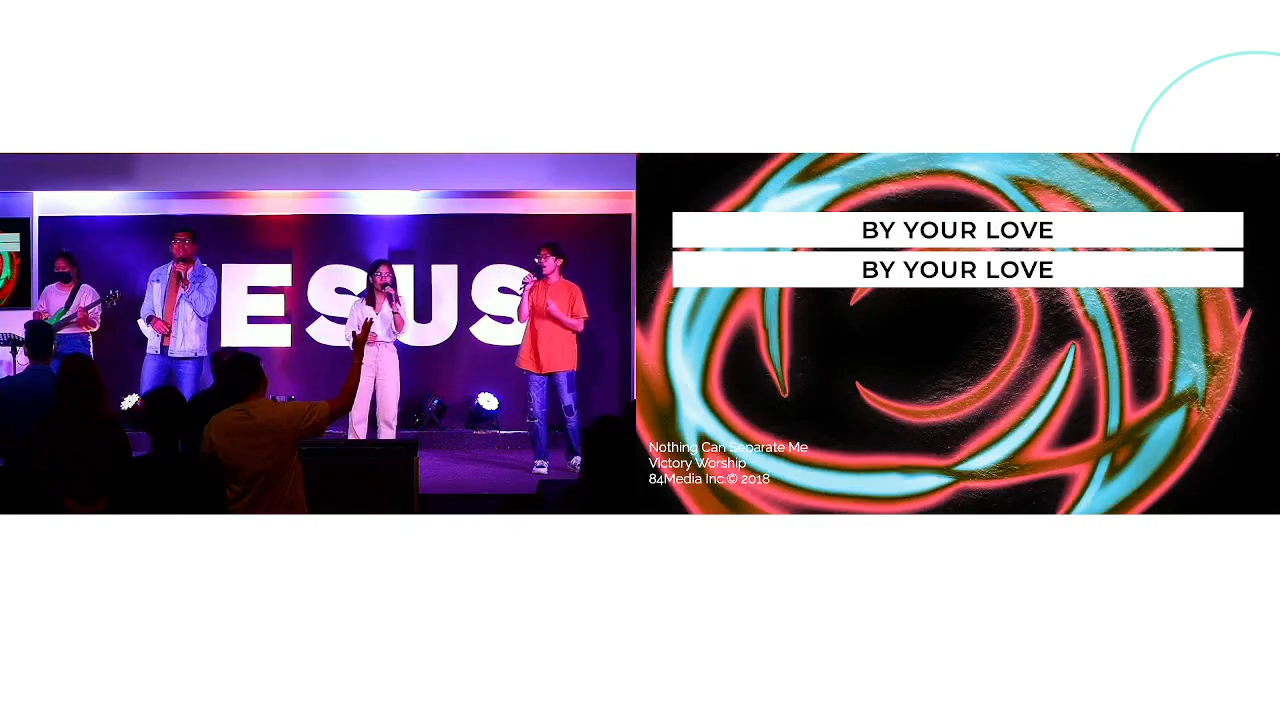 ESUS
BY YOUR LOVE
BY YOUR LOVE
Nothing Can Separate Me
Victory Worship
84Media Inc.© 2018